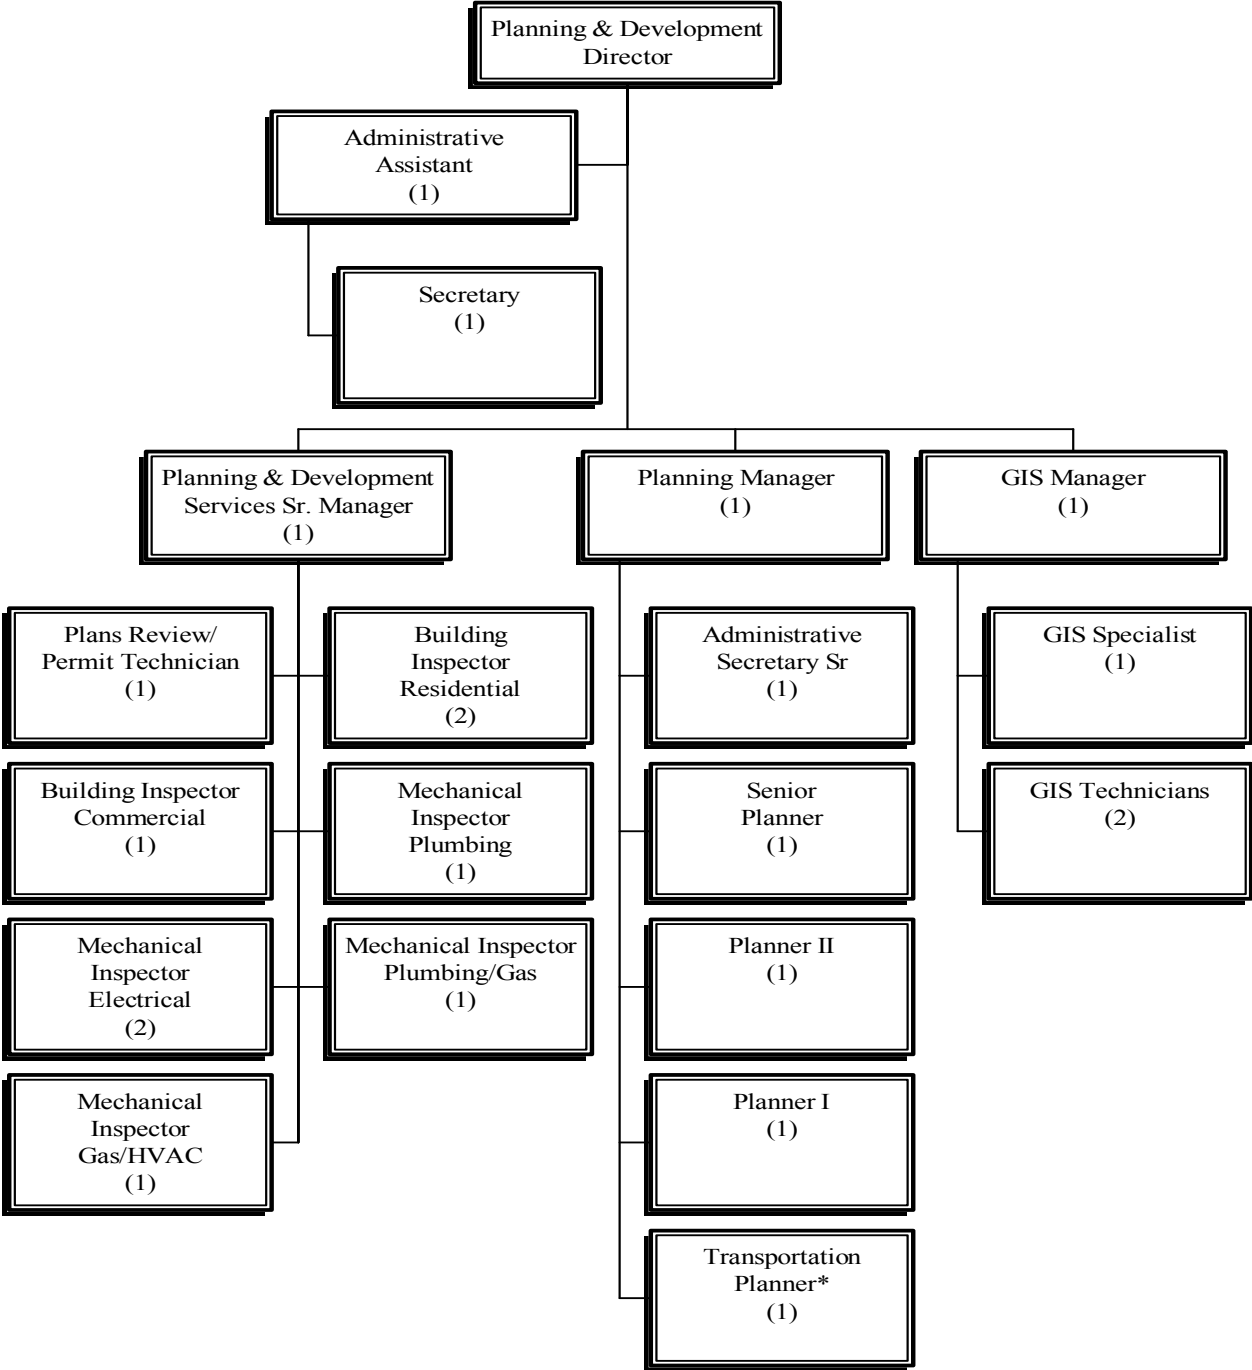 Planning & Development
Director
Administrative
Assistant
(1)
Secretary
(1)
Planning & Development
Services Sr. Manager
(1)
Planning Manager
(1)
GIS Manager
(1)
Plans Review/
Permit Technician
(1)
Building
Inspector
Residential
(2)
Administrative
Secretary Sr
(1)
GIS Specialist
(1)
Building Inspector
Commercial
(1)
Mechanical
Inspector
Plumbing
(1)
Senior
Planner
(1)
GIS Technicians
(2)
Mechanical
Inspector
Electrical
(2)
Mechanical Inspector
Plumbing/Gas
(1)
Planner II
(1)
Mechanical
Inspector
Gas/HVAC
(1)
Planner I
(1)
Transportation
Planner*
(1)